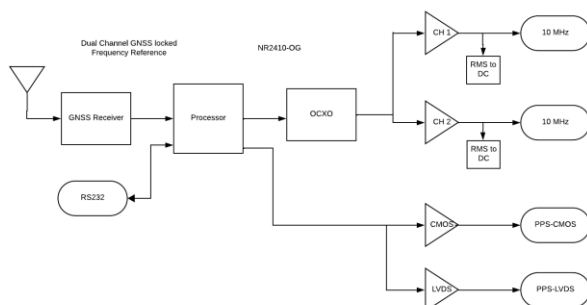 Dual Channel GNSS locked
Frequency Reference
NR2410-OG
CH 1
10 MHz
RMS to
DC
GNSS Receiver
Processor
OCXO
CH 2
10 MHz
RMS to
DC
RS232
CMOS
PPS-CMOS
LVDS
PPS-LVDS